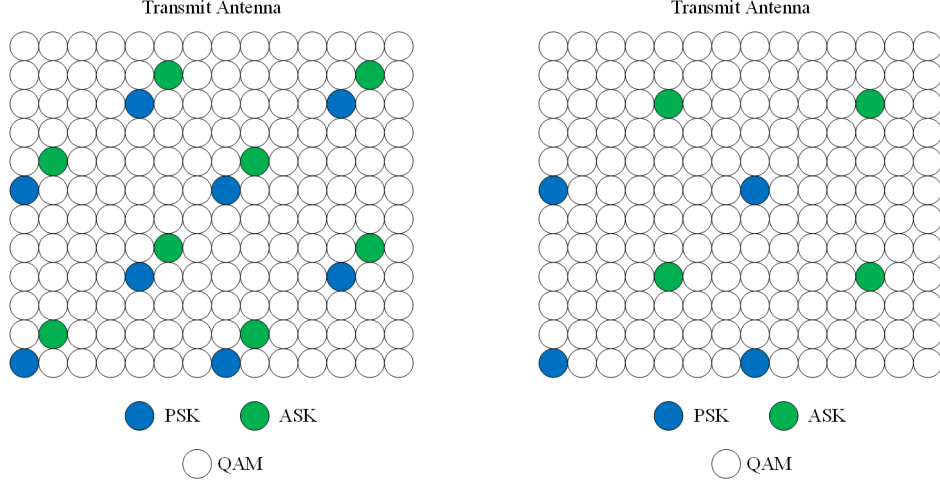 Transmit Antenna
Transmit Antenna
PSK
ASK
QAM
PSK
ASK
QAM